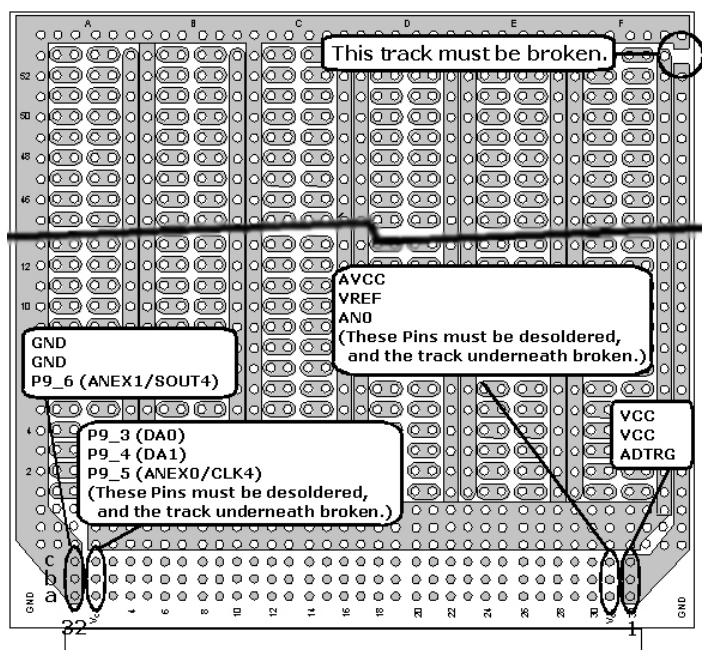 A B C D E F
This track must be broken.
52
50
48
46
12
10
AVCC
VREF
AN0
(These Pins must be desoldered,
and the track underneath broken.)
GND
GND
P9_6 (ANEX1/SOUT4)
VCC
VCC
ADTRG
4
P9_3 (DA0)
P9_4 (DA1)
P9_5 (ANEX0/CLK4)
(These Pins must be desoldered,
and the track underneath broken.)
2
c
b
a
GND 4 6 8 10 12 14 16 18 20 22 24 26 28 30 GND
32 1